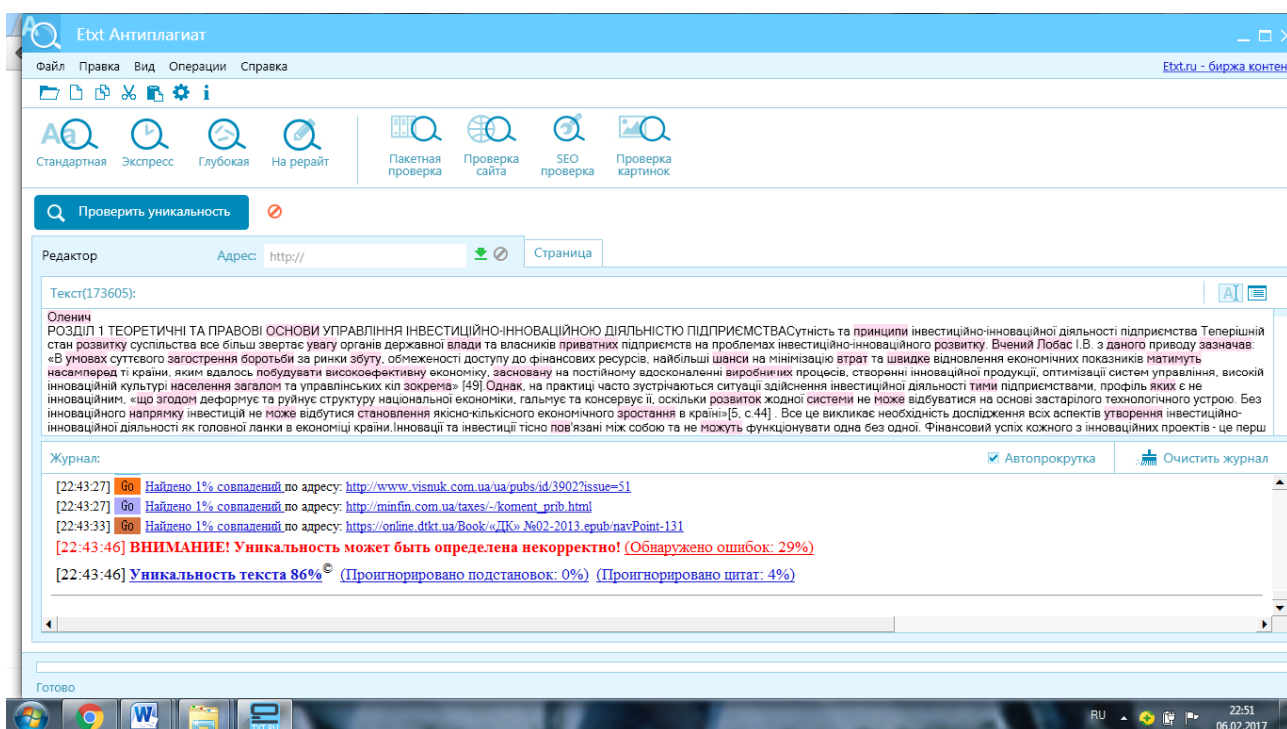 Etxt Антиплагиат
Файл Правка Вид Операции Справка
Etxt.ru - биржа контен
Aa
Стандартная Экспресс Глубокая На рерайт Пакетная проверка Проверка сайта SEO проверка Проверка картинок
Проверить уникальность
Редактор Адрес: http:// Страница
Текст(173605):
Оленич
РОЗДІЛ 1 ТЕОРЕТИЧНІ ТА ПРАВОВІ ОСНОВИ УПРАВЛІННЯ ІНВЕСТИЦІЙНО-ІННОВАЦІЙНОЮ ДІЯЛЬНІСТЮ ПІДПРИЄМСТВАСутність та принципи інвестиційно-інноваційної діяльності підприємства Теперішній
стан розвитку суспільства все більш звертає увагу органів державної влади та власників приватних підприємств на проблемах інвестиційно-інноваційного розвитку. Вчений Лобас І.В. з даного приводу зазначав:
«В умовах суттєвого загострення боротьби за ринки збуту, обмеженості доступу до фінансових ресурсів, найбільші шанси на мінімізацію втрат та швидке відновлення економічних показників матимуть
насамперед ті країни, яким вдалось побудувати високоефективну економіку, засновану на постійному вдосконаленні виробничих процесів, створенні інноваційної продукції, оптимізації систем управління, високій
інноваційній культурі населення загалом та управлінських кіл зокрема» [49].Однак, на практиці часто зустрічаються ситуації здійснення інвестиційної діяльності тими підприємствами, профіль яких є не
інноваційним, «що згодом деформує та руйнує структуру національної економіки, гальмує та консервує її, оскільки розвиток жодної системи не може відбуватися на основі застарілого технологічного устрою. Без
інноваційного напрямку інвестицій не може відбутися становлення якісно-кількісного економічного зростання в країні»[5, с.44] . Все це викликає необхідність дослідження всіх аспектів утворення інвестиційно-
інноваційної діяльності як головної ланки в економіці країни.Інновації та інвестиції тісно пов'язані між собою та не можуть функціонувати одна без одної. Фінансовий успіх кожного з інноваційних проектів - це перш
Журнал: Автопрокрутка Очистить журнал
[22:43:27] Go Найдено 1% совпадений по адресу: http://www.visnuk.com.ua/ua/pubs/id/3902?issue=51
[22:43:27] Go Найдено 1% совпадений по адресу: http://minfin.com.ua/taxes/-/koment_prib.html
[22:43:33] Go Найдено 1% совпадений по адресу: https://online.dtkt.ua/Book/«ДК» №02-2013.epub/navPoint-131
[22:43:46] ВНИМАНИЕ! Уникальность может быть определена некорректно! (Обнаружено ошибок: 29%)
[22:43:46] Уникальность текста 86%© (Проигнорировано подстановок: 0%) (Проигнорировано цитат: 4%)
Готово
RU 22:51
06.02.2017